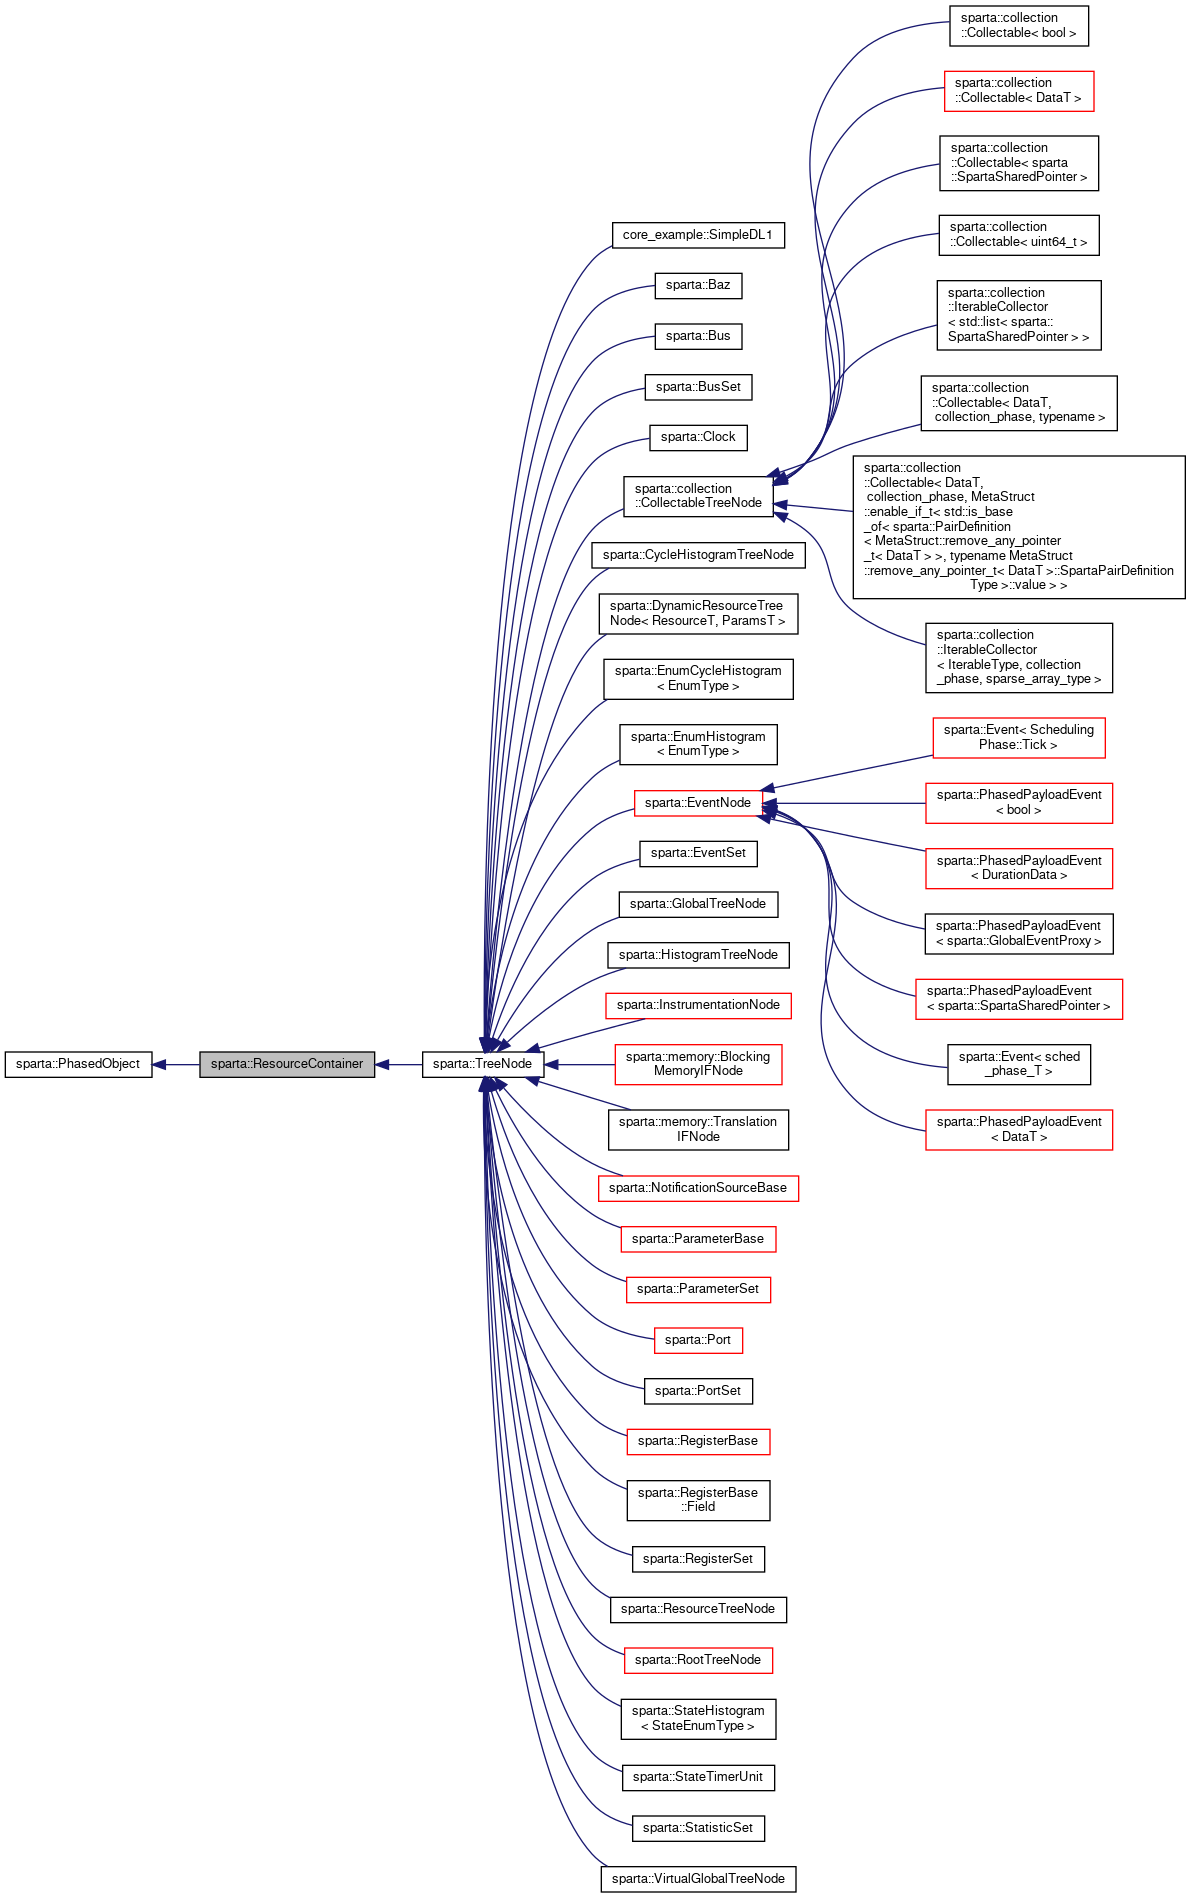 sparta::PhasedObject
sparta::ResourceContainer
sparta::TreeNode
core_example::SimpleDL1
sparta::Baz
sparta::Bus
sparta::BusSet
sparta::Clock
sparta::collection
::CollectableTreeNode
sparta::CycleHistogramTreeNode
sparta::DynamicResourceTree
Node< ResourceT, ParamsT >
sparta::EnumCycleHistogram
< EnumType >
sparta::EnumHistogram
< EnumType >
sparta::EventNode
sparta::EventSet
sparta::GlobalTreeNode
sparta::HistogramTreeNode
sparta::InstrumentationNode
sparta::memory::Blocking
MemoryIFNode
sparta::memory::Translation
IFNode
sparta::NotificationSourceBase
sparta::ParameterBase
sparta::ParameterSet
sparta::Port
sparta::PortSet
sparta::RegisterBase
sparta::RegisterBase
::Field
sparta::RegisterSet
sparta::ResourceTreeNode
sparta::RootTreeNode
sparta::StateHistogram
< StateEnumType >
sparta::StateTimerUnit
sparta::StatisticSet
sparta::VirtualGlobalTreeNode
sparta::collection
::Collectable< bool >
sparta::collection
::Collectable< DataT >
sparta::collection
::Collectable< sparta
::SpartaSharedPointer >
sparta::collection
::Collectable< uint64_t >
sparta::collection
::IterableCollector
< std::list< sparta::
SpartaSharedPointer > >
sparta::collection
::Collectable< DataT,
collection_phase, typename >
sparta::collection
::Collectable< DataT,
collection_phase, MetaStruct
::enable_if_t< std::is_base
_of< sparta::PairDefinition
< MetaStruct::remove_any_pointer
_t< DataT > >, typename MetaStruct
::remove_any_pointer_t< DataT >::SpartaPairDefinition
Type >::value > >
sparta::collection
::IterableCollector
< IterableType, collection
_phase, sparse_array_type >
sparta::Event< Scheduling
Phase::Tick >
sparta::PhasedPayloadEvent
< bool >
sparta::PhasedPayloadEvent
< DurationData >
sparta::PhasedPayloadEvent
< sparta::GlobalEventProxy >
sparta::PhasedPayloadEvent
< sparta::SpartaSharedPointer >
sparta::Event< sched
_phase_T >
sparta::PhasedPayloadEvent
< DataT >